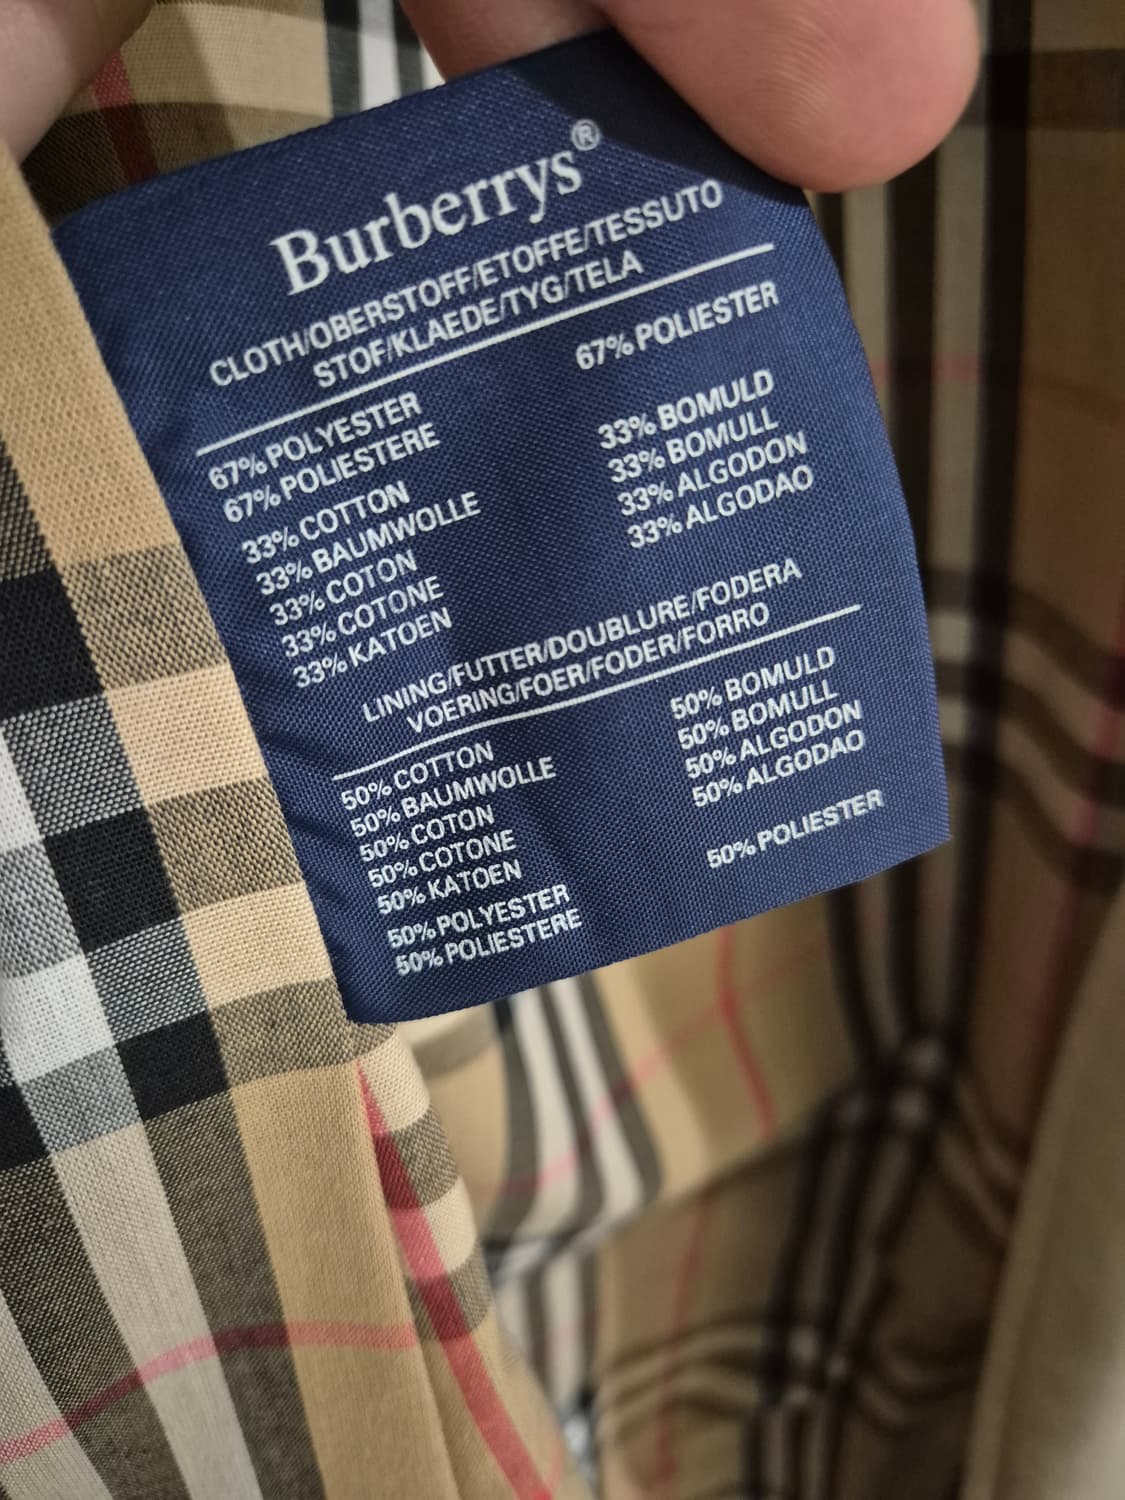 Burberrys®
CLOTH/OBERSTOFF/ETOFFE/TESSUTO
STOF/KLAEDE/TYG/TELA
67% POLYESTER
67% POLIESTERE
33% COTTON
33% BAUMWOLLE
33% COTON
33% COTONE
33% KATOEN
67% POLIESTER
33% BOMULD
33% BOMULL
33% ALGODON
33% ALGODAO
LINING/FUTTER/DOUBLURE/FODERA
VOERING/FOER/FODER/FORRO
50% COTTON
50% BAUMWOLLE
50% COTON
50% COTONE
50% KATOEN
50% POLYESTER
50% POLIESTERE
50% BOMULD
50% BOMULL
50% ALGODON
50% ALGODAO
50% POLIESTER